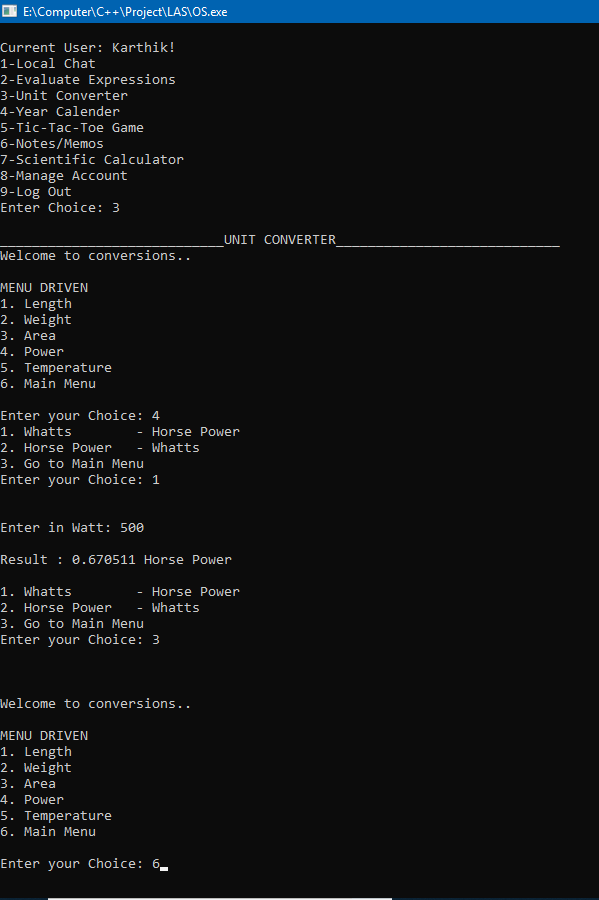 E:\Computer\C++\Project\LAS\OS.exe
Current User: Karthik!
1-Local Chat
2-Evaluate Expressions
3-Unit Converter
4-Year Calender
5-Tic-Tac-Toe Game
6-Notes/Memos
7-Scientific Calculator
8-Manage Account
9-Log Out
Enter Choice: 3
____________________________UNIT CONVERTER____________________________
Welcome to conversions..
MENU DRIVEN
1. Length
2. Weight
3. Area
4. Power
5. Temperature
6. Main Menu
Enter your Choice: 4
1. Whatts        - Horse Power
2. Horse Power   - Whatts
3. Go to Main Menu
Enter your Choice: 1
Enter in Watt: 500
Result : 0.670511 Horse Power
1. Whatts        - Horse Power
2. Horse Power   - Whatts
3. Go to Main Menu
Enter your Choice: 3
Welcome to conversions..
MENU DRIVEN
1. Length
2. Weight
3. Area
4. Power
5. Temperature
6. Main Menu
Enter your Choice: 6